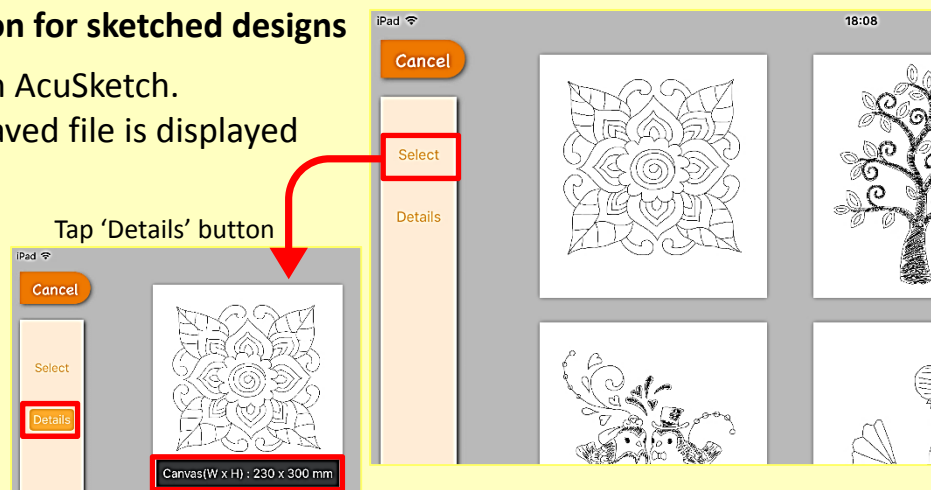 on for sketched designs
AcuSketch.
aved file is displayed
Tap ‘Details’ button
iPad
Cancel
Select
Details
Canvas(W x H) : 230 x 300 mm
iPad
18:08
Cancel
Select
Details